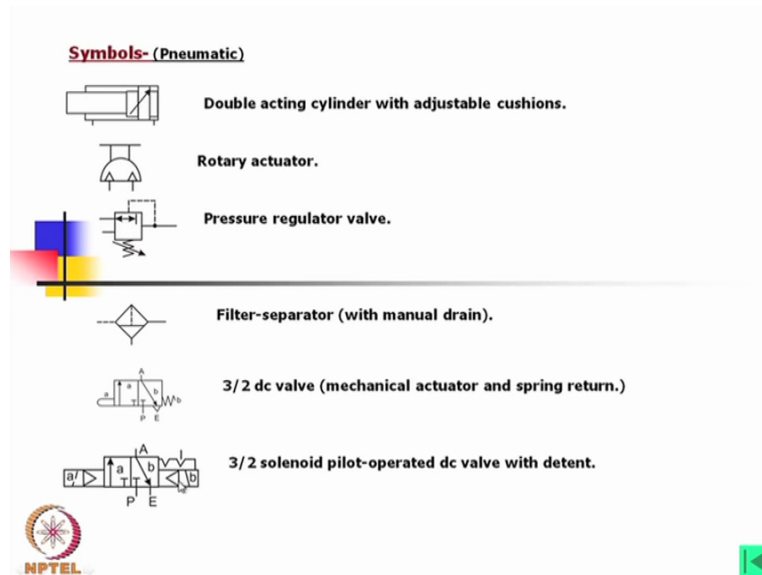 Symbols- (Pneumatic)
Double acting cylinder with adjustable cushions.
Rotary actuator.
Pressure regulator valve.
Filter-separator (with manual drain).
A
a
a
b
b
P E
3/2 dc valve (mechanical actuator and spring return.)
A
a
a
b
b
P E
3/2 solenoid pilot-operated dc valve with detent.
NPTEL